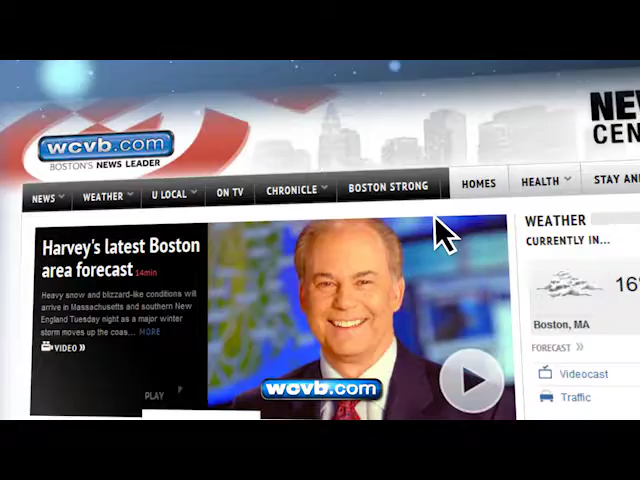 wcvb.com
BOSTON'S NEWS LEADER
NEWS WEATHER U LOCAL ON TV CHRONICLE BOSTON STRONG HOMES HEALTH STAY AN
Harvey's latest Boston
area forecast 14min
Heavy snow and blizzard-like conditions will
arrive in Massachusetts and southern New
England Tuesday night as a major winter
storm moves up the coas... MORE
VIDEO
PLAY
wcvb.com
NE
CEN
WEATHER
CURRENTLY IN...
16°
Boston, MA
FORECAST
Videocast
Traffic